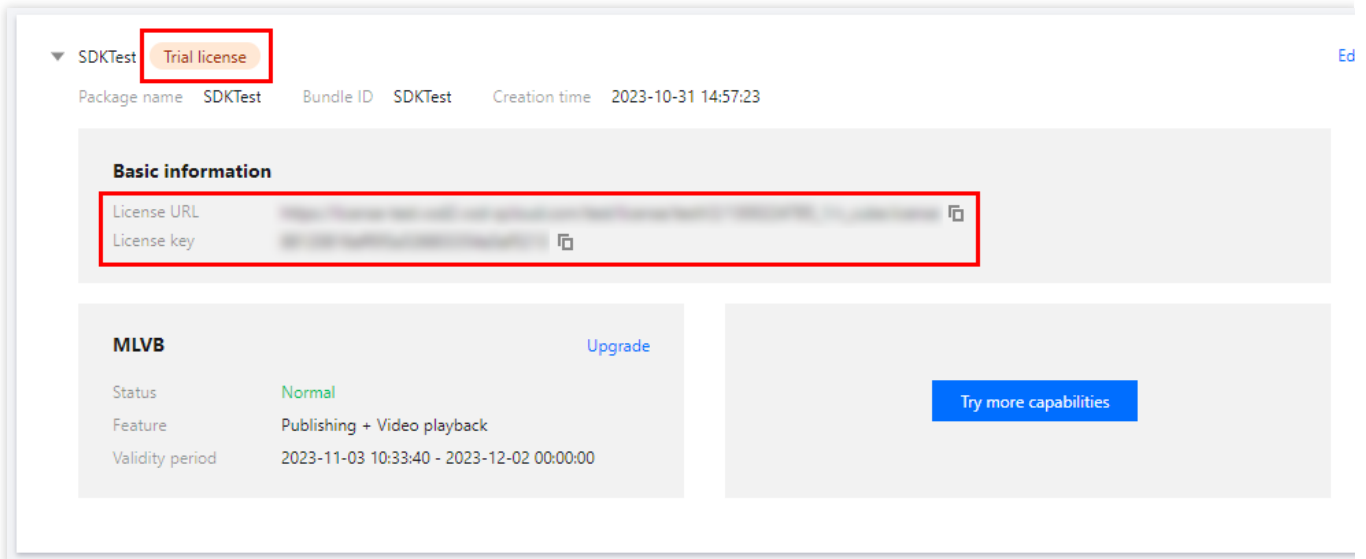 SDKTest Trial license Ed
Package name SDKTest Bundle ID SDKTest Creation time 2023-10-31 14:57:23
Basic information
License URL
License key
MLVB Upgrade
Status Normal
Feature Publishing + Video playback
Validity period 2023-11-03 10:33:40 - 2023-12-02 00:00:00
Try more capabilities